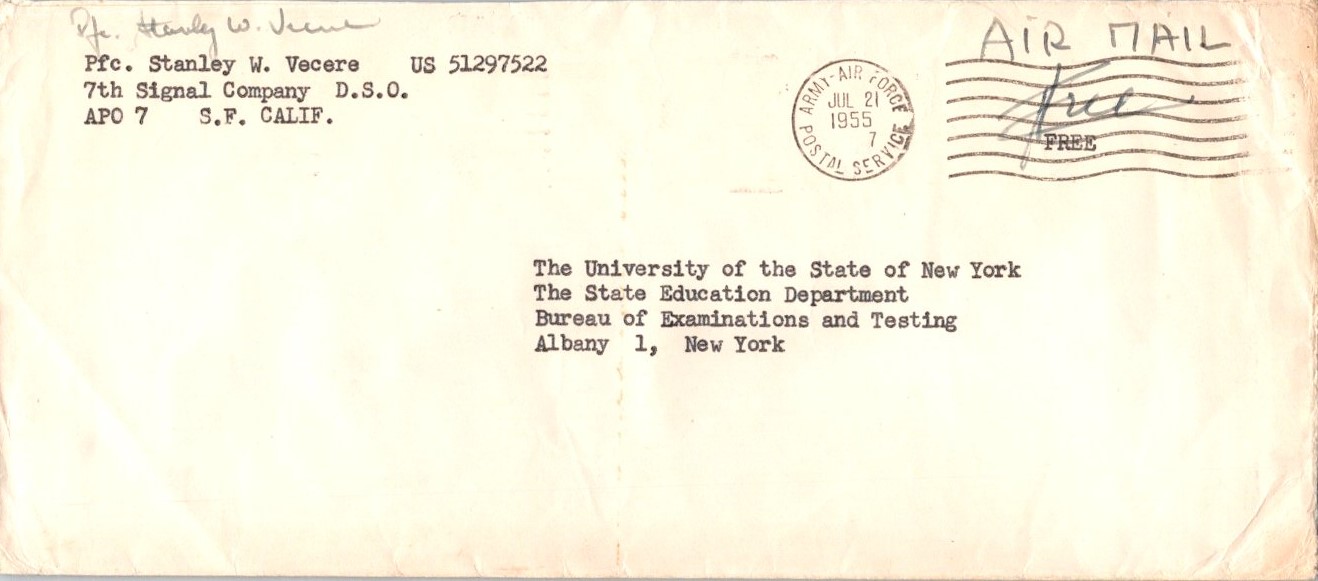 Pfc. Stanley W. Vecere
Pfc. Stanley W. Vecere US 51297522
7th Signal Company D.S.O.
APO 7 S.F. CALIF.
ARMY-AIR FORCE
JUL 21
1955
7
POSTAL SERVICE
AIR MAIL
Free
FREE
The University of the State of New York
The State Education Department
Bureau of Examinations and Testing
Albany 1, New York